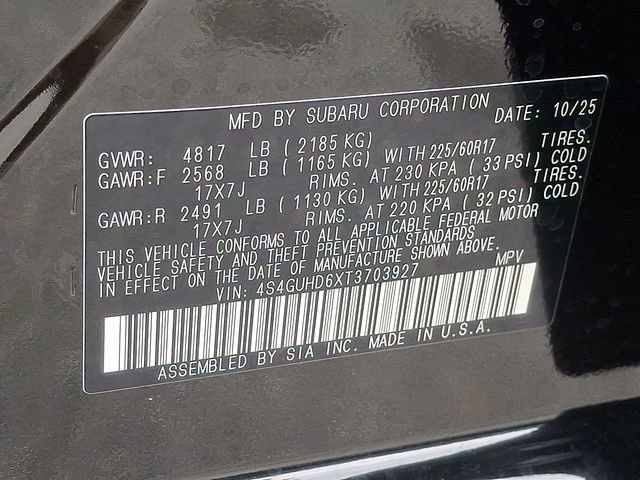 MFD BY SUBARU CORPORATION DATE: 10/25
GVWR: 4817 LB ( 2185 KG)
GAWR:F 2568 LB ( 1165 KG) WITH 225/60R17 TIRES.
17X7J RIMS. AT 230 KPA ( 33 PSI) COLD
GAWR:R 2491 LB ( 1130 KG) WITH 225/60R17 TIRES.
17X7J RIMS. AT 220 KPA ( 32 PSI) COLD
THIS VEHICLE CONFORMS TO ALL APPLICABLE FEDERAL MOTOR
VEHICLE SAFETY AND THEFT PREVENTION STANDARDS
IN EFFECT ON THE DATE OF MANUFACTURE SHOWN ABOVE.
VIN: 4S4GUHD6XT3703927 MPV
ASSEMBLED BY SIA INC. MADE IN U.S.A.